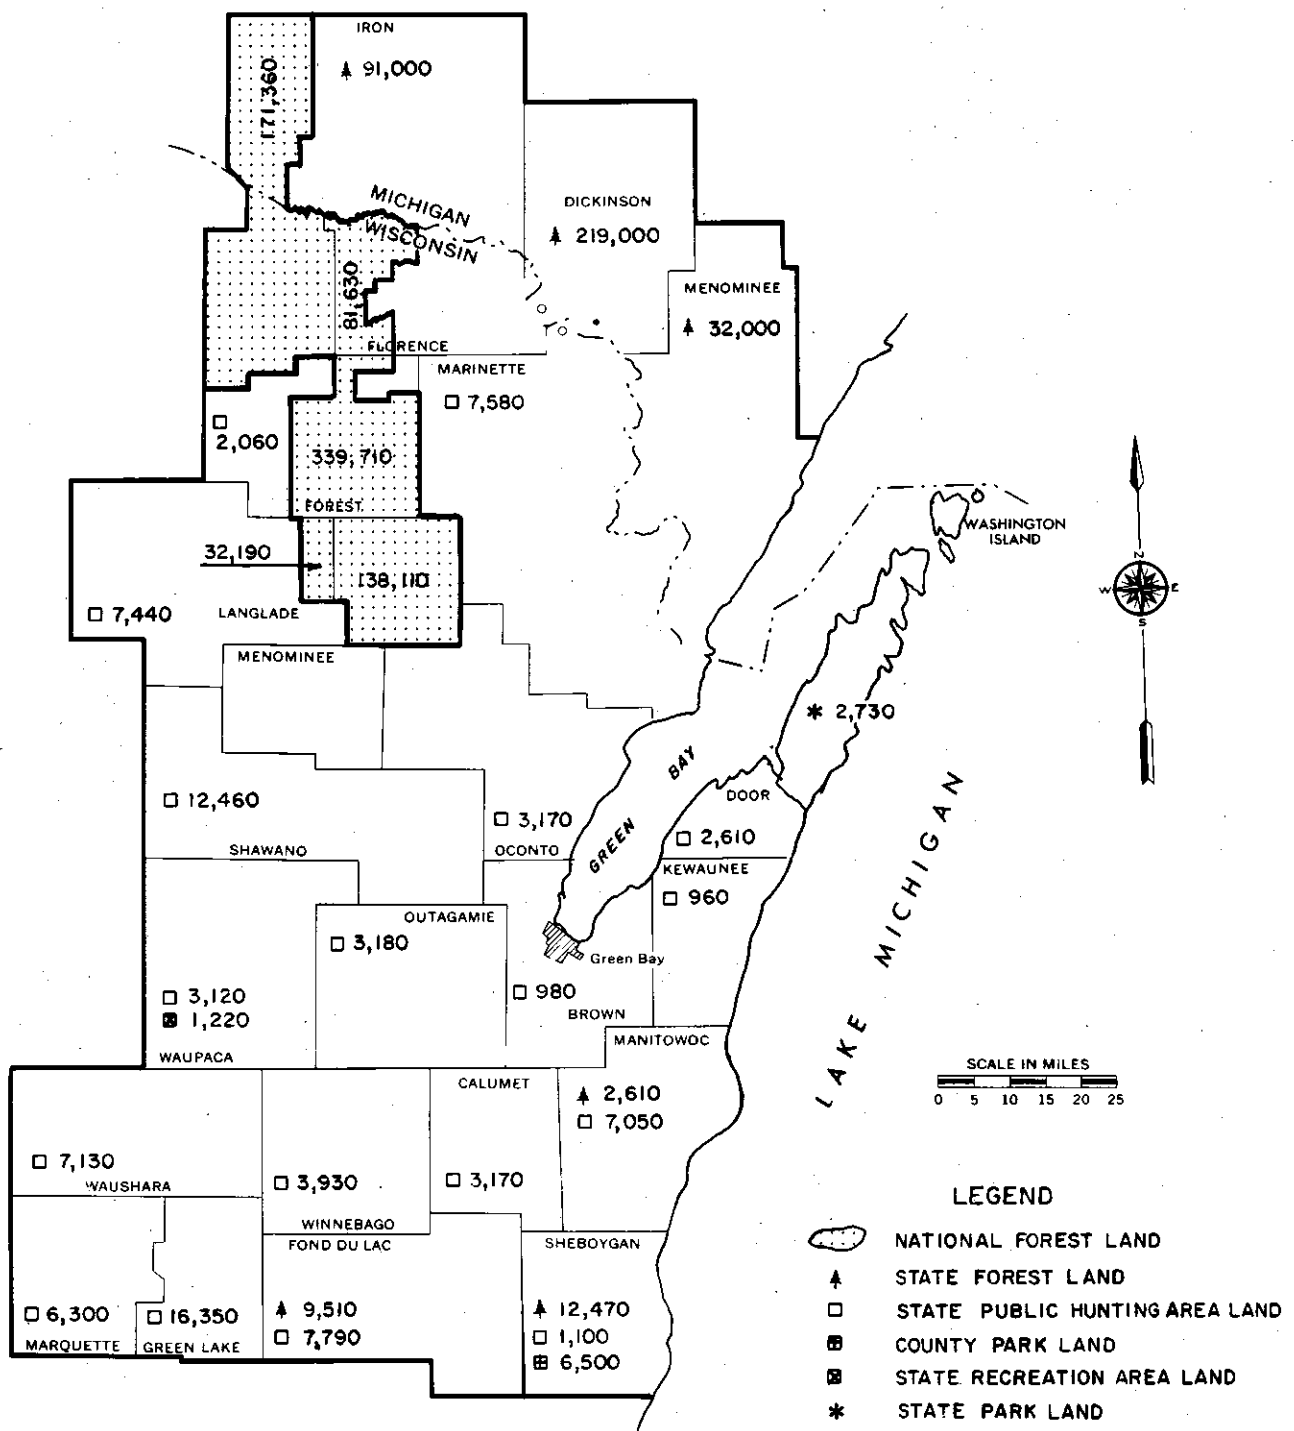 IRON
91,000
171,360
MICHIGAN
WISCONSIN
DICKINSON
219,000
MENOMINEE
32,000
81,630
FLORENCE
MARINETTE
7,580
2,060
339,710
FOREST
WASHINGTON
ISLAND
32,190
138,110
N
W E
S
7,440
LANGLADE
MENOMINEE
2,730
BAY
GREEN
DOOR
12,460
3,170
2,610
SHAWANO
OCONTO
KEWAUNEE
960
OUTAGAMIE
3,180
Green Bay
LAKE MICHIGAN
3,120
1,220
980
BROWN
WAUPACA
MANITOWOC
CALUMET
2,610
7,050
SCALE IN MILES
0 5 10 15 20 25
7,130
WAUSHARA
3,930
WINNEBAGO
3,170
FOND DU LAC
SHEBOYGAN
6,300
MARQUETTE
16,350
GREEN LAKE
9,510
7,790
12,470
1,100
6,500
LEGEND
NATIONAL FOREST LAND
STATE FOREST LAND
STATE PUBLIC HUNTING AREA LAND
COUNTY PARK LAND
STATE RECREATION AREA LAND
STATE PARK LAND